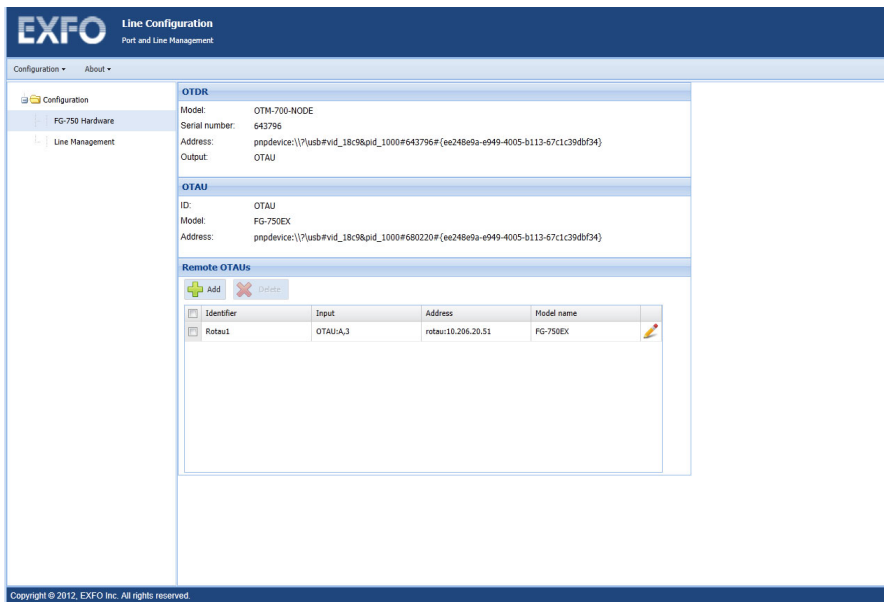 EXFO
Line Configuration
Port and Line Management
Configuration
About
Configuration
FG-750 Hardware
Line Management
OTDR
Model: OTM-700-NODE
Serial number: 643796
Address: pnpdevice:\\?\usb#vid_18c9&pid_1000#643796#{ee248e9a-e949-4005-b113-67c1c39dbf34}
Output: OTAU
OTAU
ID: OTAU
Model: FG-750EX
Address: pnpdevice:\\?\usb#vid_18c9&pid_1000#680220#{ee248e9a-e949-4005-b113-67c1c39dbf34}
Remote OTAUs
Add Delete
Identifier Input Address Model name
Rotau1 OTAU:A,3 rotau:10.206.20.51 FG-750EX
Copyright © 2012, EXFO Inc. All rights reserved.